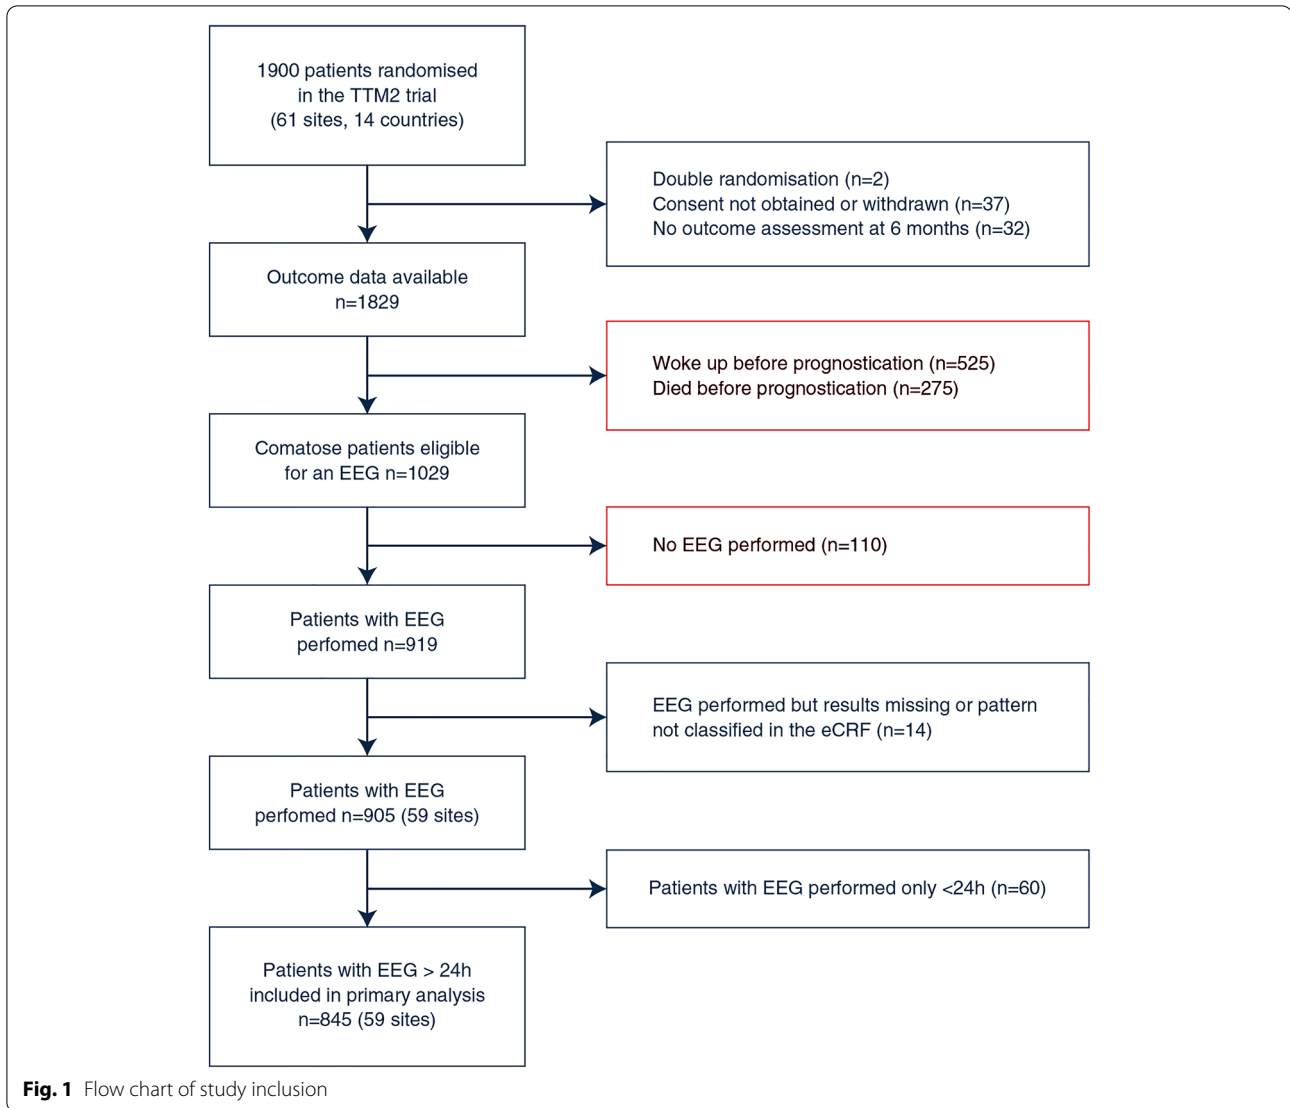 1900 patients randomised
in the TTM2 trial
(61 sites, 14 countries)
Double randomisation (n=2)
Consent not obtained or withdrawn (n=37)
No outcome assessment at 6 months (n=32)
Outcome data available
n=1829
Woke up before prognostication (n=525)
Died before prognostication (n=275)
Comatose patients eligible
for an EEG n=1029
No EEG performed (n=110)
Patients with EEG
perfomed n=919
EEG performed but results missing or pattern
not classified in the eCRF (n=14)
Patients with EEG
perfomed n=905 (59 sites)
Patients with EEG performed only <24h (n=60)
Patients with EEG > 24h
included in primary analysis
n=845 (59 sites)
Fig. 1 Flow chart of study inclusion